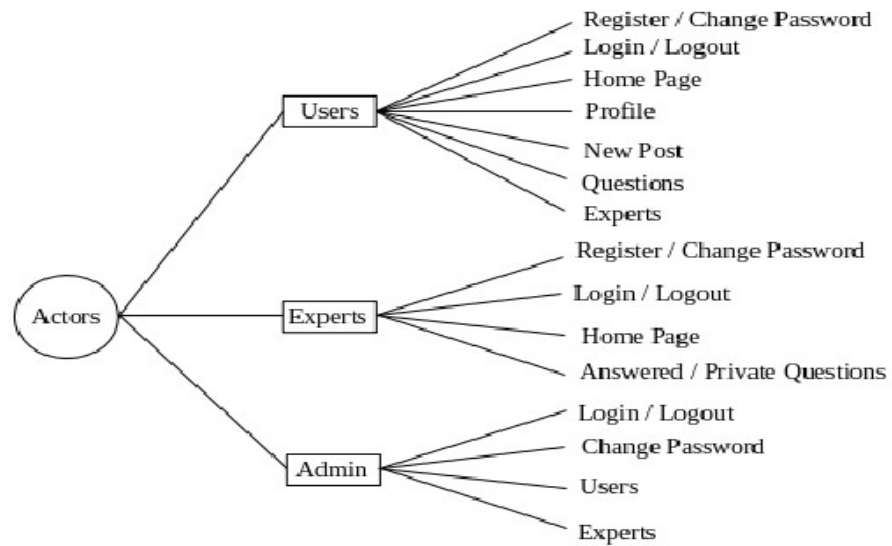 Register / Change Password
Login / Logout
Home Page
Users
Profile
New Post
Questions
Experts
Register / Change Password
Login / Logout
Actors
Experts
Home Page
Answered / Private Questions
Login / Logout
Change Password
Admin
Users
Experts